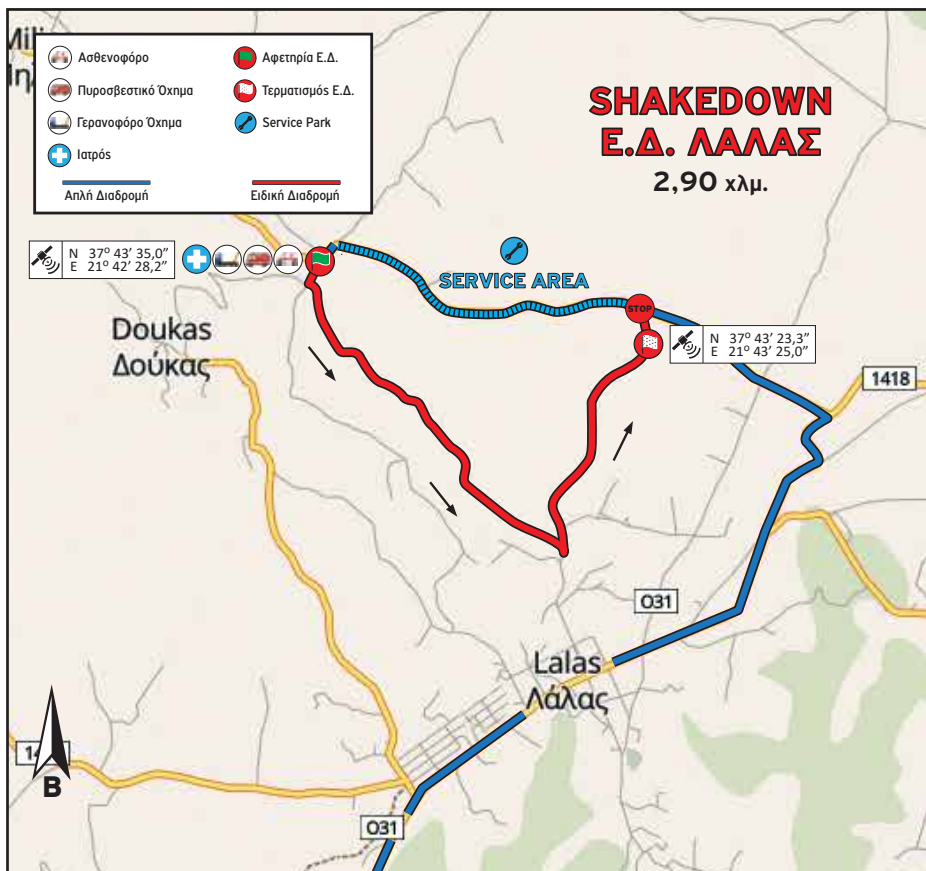 Mili
Ασθενοφόρο
Πυροσβεστικό Όχημα
Γερανοφόρο Όχημα
Ιατρός
Αφετηρία Ε.Δ.
Τερματισμός Ε.Δ.
Service Park
Απλή Διαδρομή
Ειδική Διαδρομή
SHAKEDOWN
Ε.Δ. ΛΑΛΑΣ
2,90 χλμ.
N 37° 43' 35,0"
E 21° 42' 28,2"
SERVICE AREA
STOP
N 37° 43' 23,3"
E 21° 43' 25,0"
Doukas
Δούκας
1418
O31
Lalas
Λάλας
B
O31